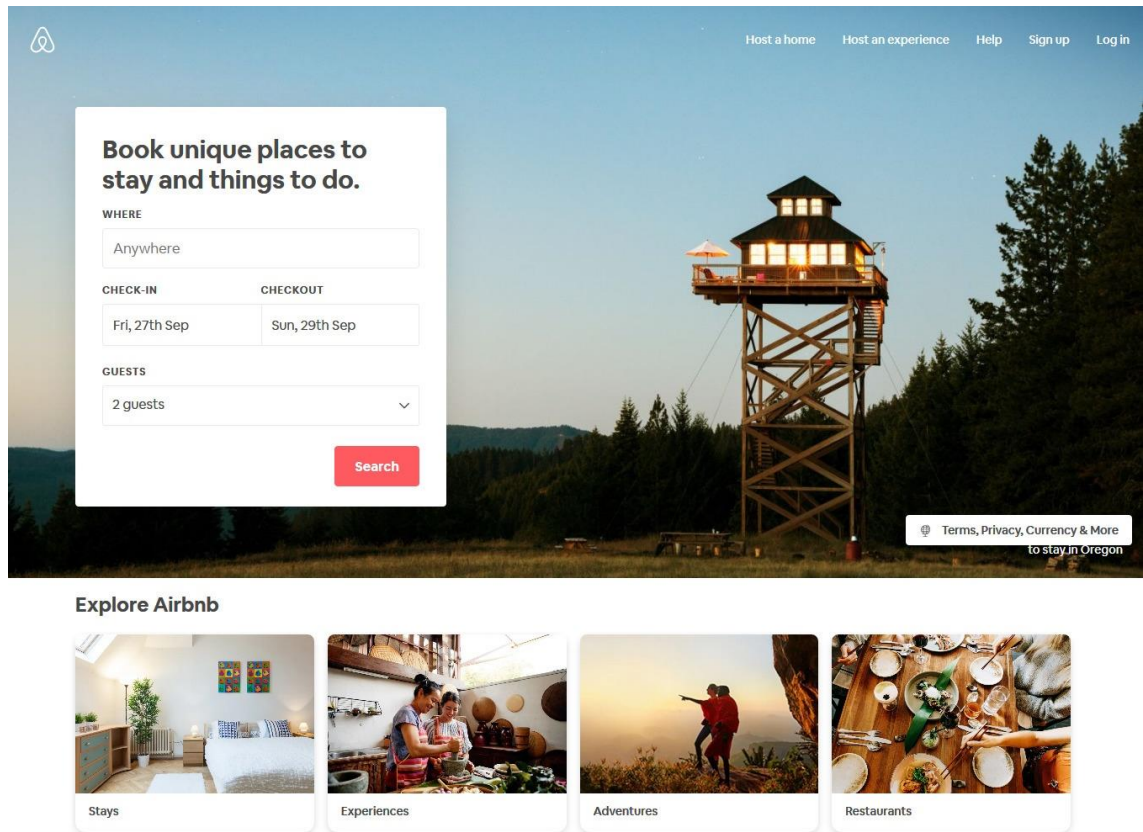 Host a home Host an experience Help Sign up Log in
Book unique places to
stay and things to do.
WHERE
Anywhere
CHECK-IN CHECKOUT
Fri, 27th Sep Sun, 29th Sep
GUESTS
2 guests
Search
Terms, Privacy, Currency & More
to stay in Oregon
Explore Airbnb
Stays Experiences Adventures Restaurants